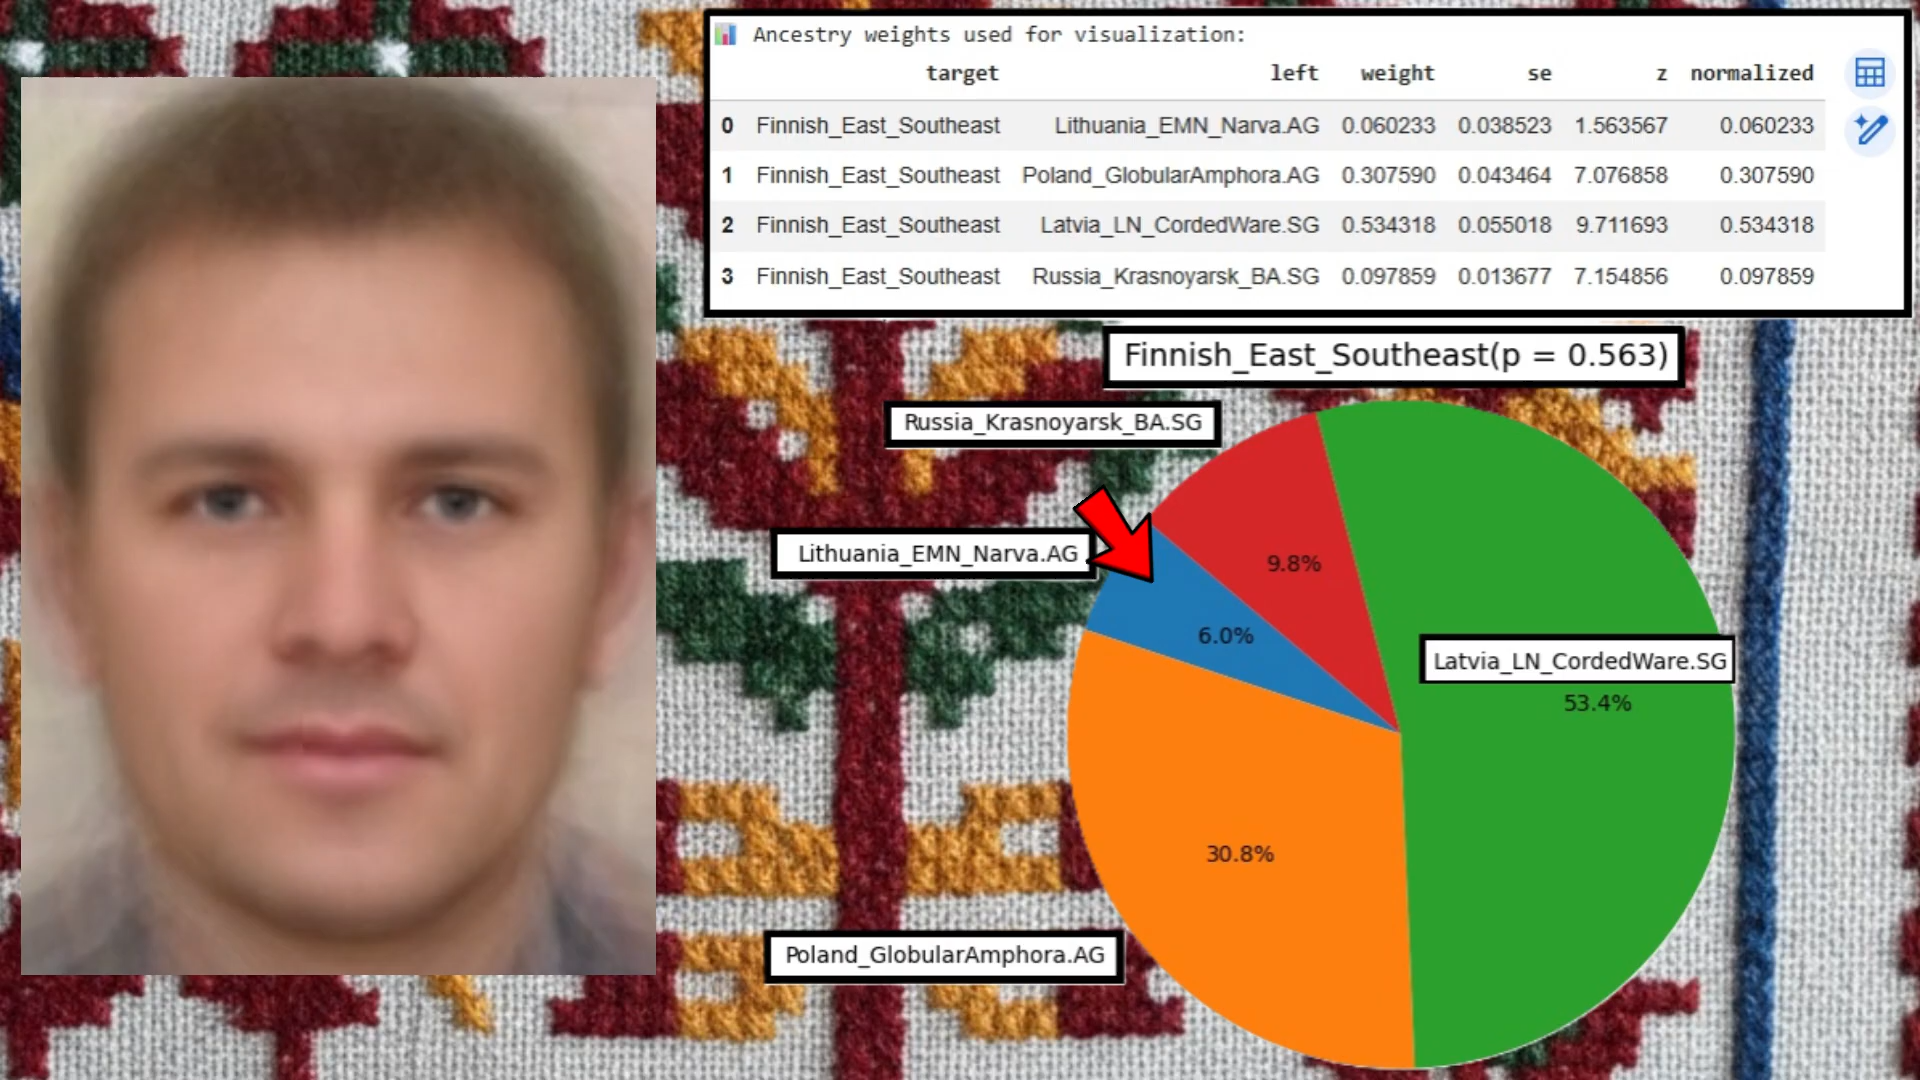 Ancestry weights used for visualization:
target left weight se z normalized
0 Finnish_East_Southeast Lithuania_EMN_Narva.AG 0.060233 0.038523 1.563567 0.060233
1 Finnish_East_Southeast Poland_GlobularAmphora.AG 0.307590 0.043464 7.076858 0.307590
2 Finnish_East_Southeast Latvia_LN_CordedWare.SG 0.534318 0.055018 9.711693 0.534318
3 Finnish_East_Southeast Russia_Krasnoyarsk_BA.SG 0.097859 0.013677 7.154856 0.097859
Finnish_East_Southeast(p = 0.563)
Russia_Krasnoyarsk_BA.SG
Lithuania_EMN_Narva.AG
9.8%
6.0%
Latvia_LN_CordedWare.SG
53.4%
30.8%
Poland_GlobularAmphora.AG